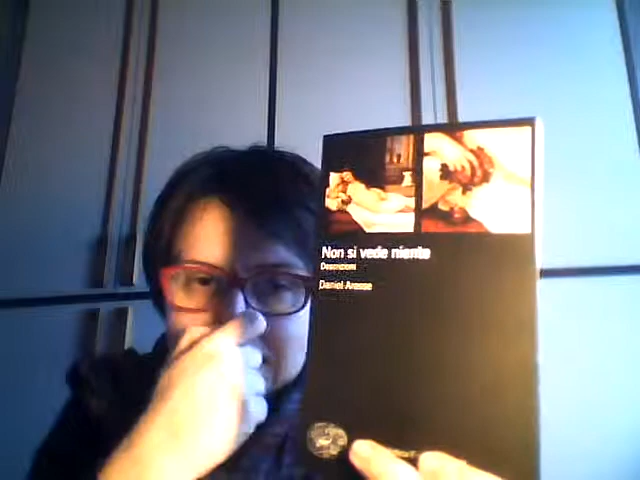 Non si vede niente
Descrizioni
Daniel Arasse